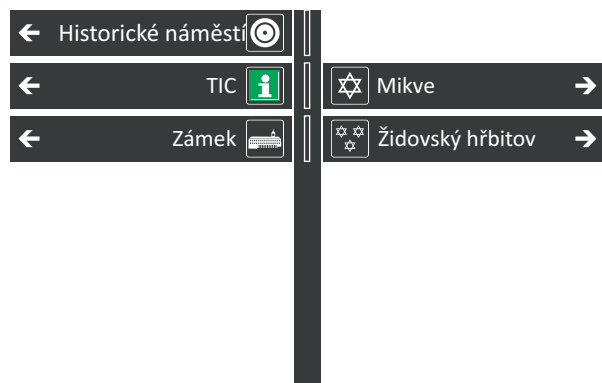 Historické náměstí
TIC
Mikve
Zámek
Židovský hřbitov